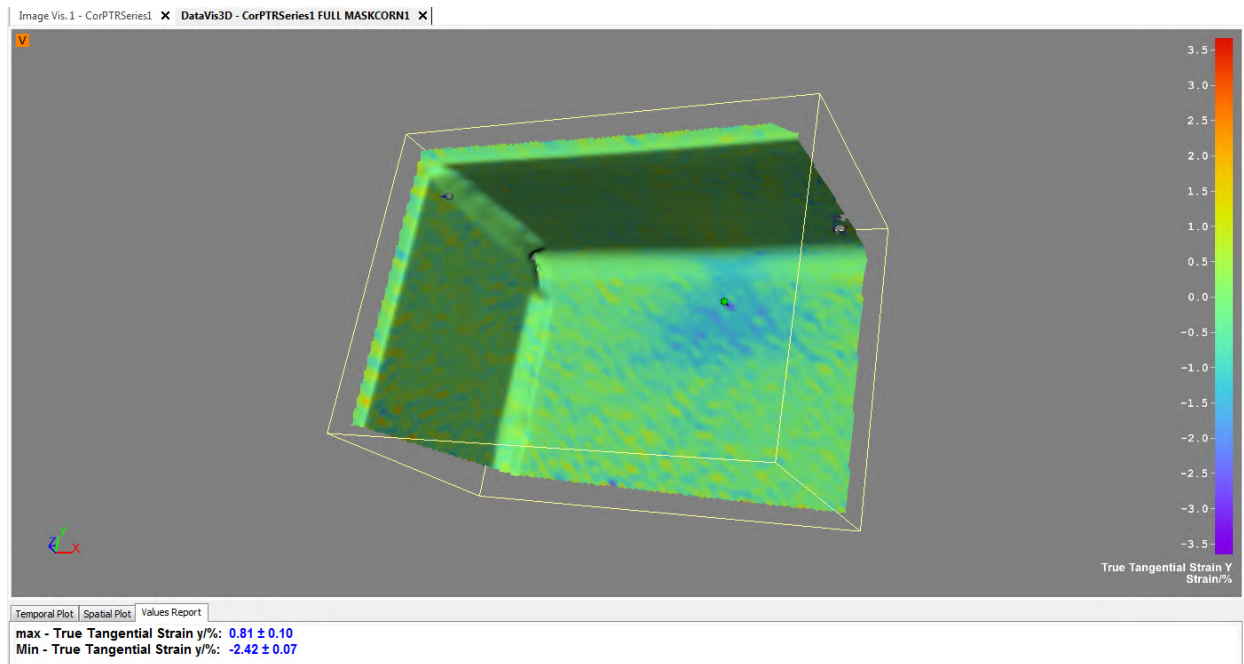 Image Vis. 1 - CorPTRSeries1 X DataVis3D - CorPTRSeries1 FULL MASKCORN1 X
V
3.5
3.0
2.5
2.0
1.5
1.0
0.5
0.0
-0.5
-1.0
-1.5
-2.0
-2.5
-3.0
-3.5
True Tangential Strain Y
Strain/%
Y
Z X
Temporal Plot Spatial Plot Values Report
max - True Tangential Strain y/%: 0.81 ± 0.10
Min - True Tangential Strain y/%: -2.42 ± 0.07